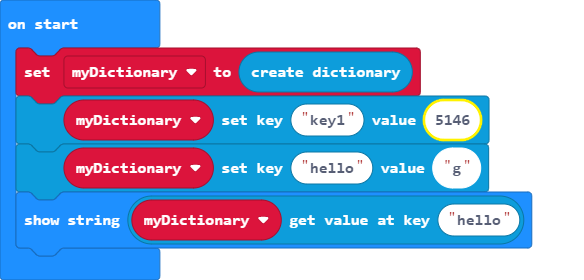 on start
set myDictionary to create dictionary
myDictionary set key "key1" value 5146
myDictionary set key "hello" value "g"
show string myDictionary get value at key "hello"